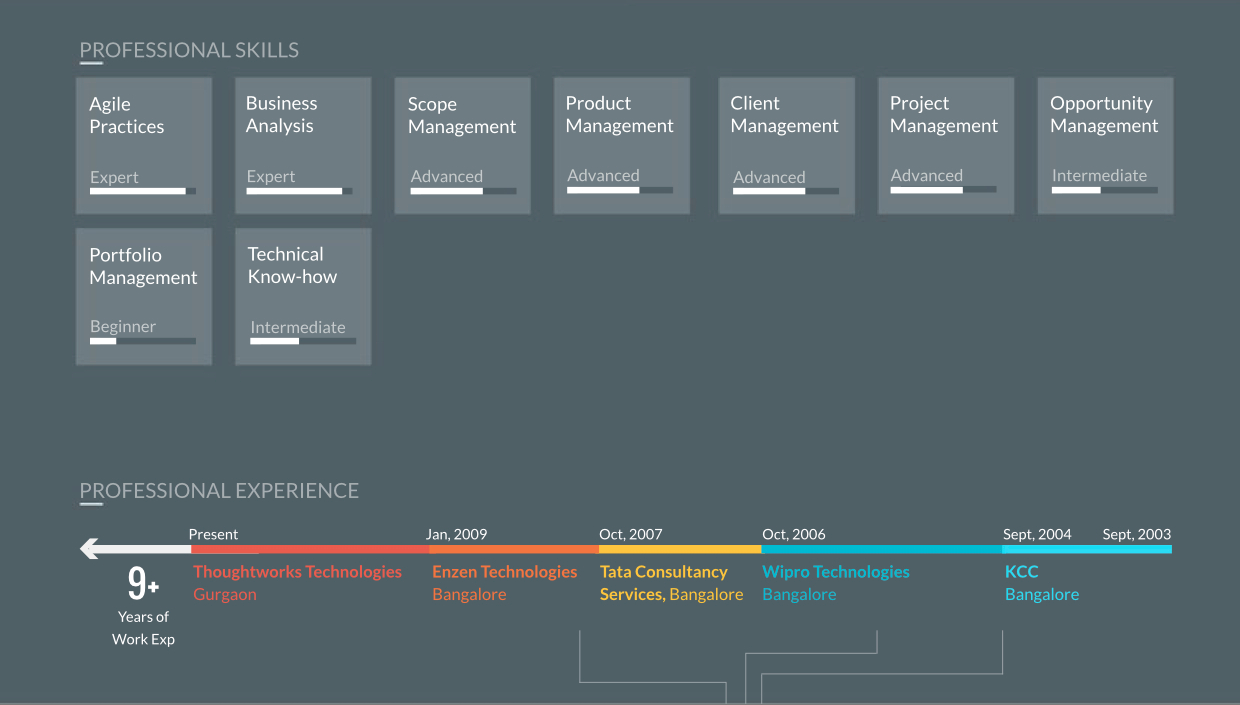 PROFESSIONAL SKILLS
Agile
Practices
Expert
Business
Analysis
Expert
Scope
Management
Advanced
Product
Management
Advanced
Client
Management
Advanced
Project
Management
Advanced
Opportunity
Management
Intermediate
Portfolio
Management
Beginner
Technical
Know-how
Intermediate
PROFESSIONAL EXPERIENCE
Present
Jan, 2009
Oct, 2007
Oct, 2006
Sept, 2004
Sept, 2003
9+
Years of
Work Exp
Thoughtworks Technologies
Gurgaon
Enzen Technologies
Bangalore
Tata Consultancy
Services, Bangalore
Wipro Technologies
Bangalore
KCC
Bangalore